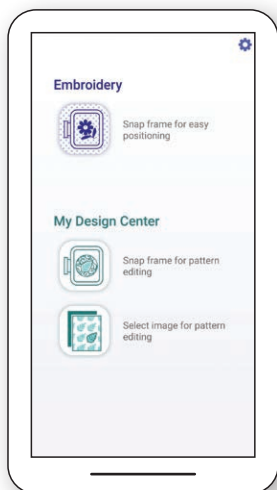 Embroidery
Snap frame for easy
positioning
My Design Center
Snap frame for pattern
editing
Select image for pattern
editing